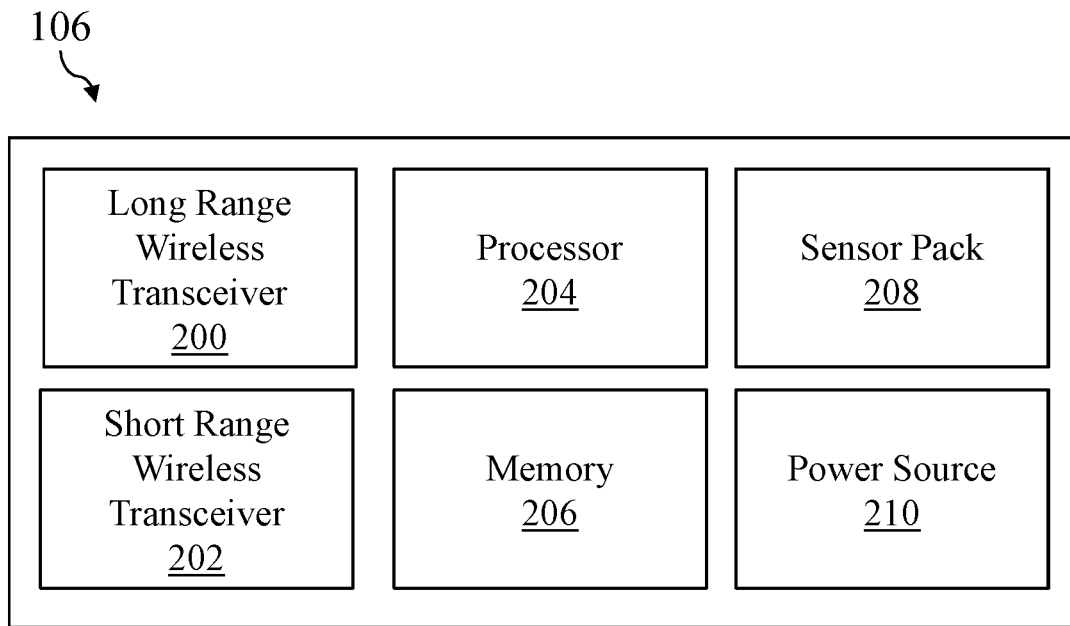 106
Long Range
Wireless
Transceiver
200
Processor
204
Sensor Pack
208
Short Range
Wireless
Transceiver
202
Memory
206
Power Source
210